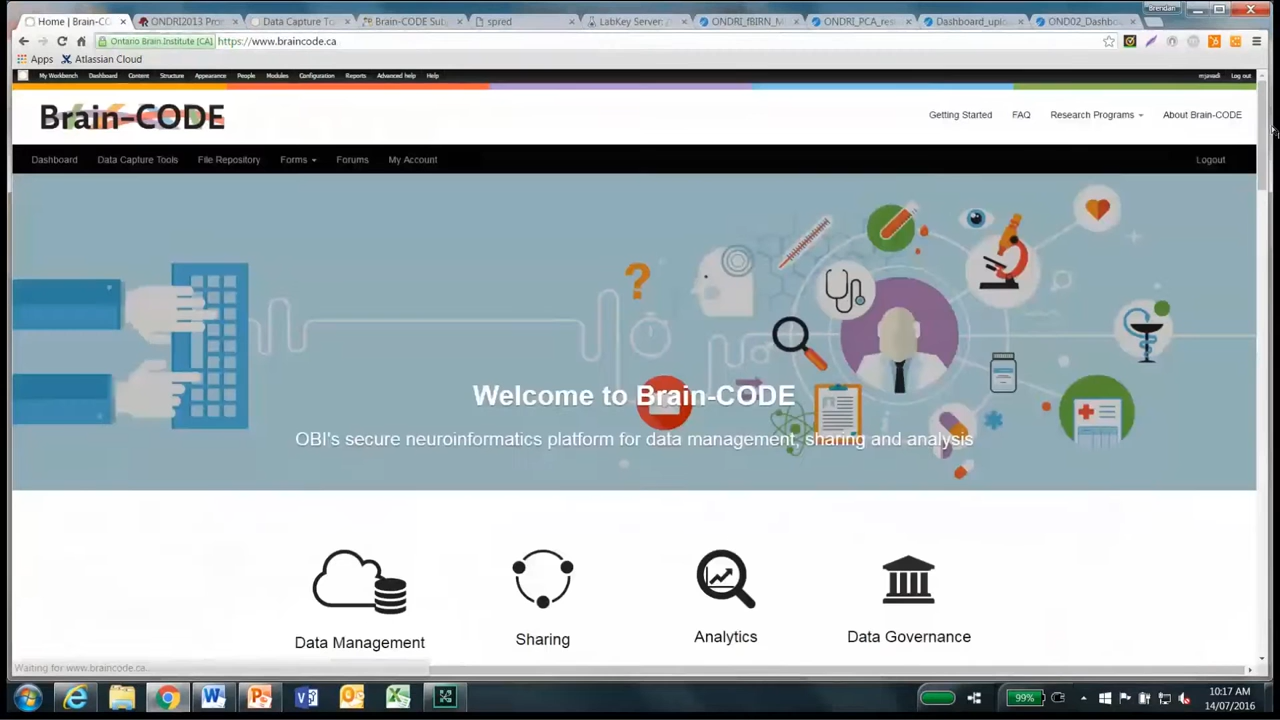 Brendan
Home | Brain-CO
ONDRI2013 Pro
Data Capture To
Brain-CODE Sub
LabKey Server:
ONDRI_fBIRN_M
ONDRI_PCA_re
Dashboard_uplo
OND02_Dashbo
Ontario Brain Institute [CA] https://www.braincode.ca
Apps Atlassian Cloud
My Workbench Dashboard Content Structure Appearance People Modules Configuration Reports Advanced help Help mjavadi Log out
Brain-CODE
Getting Started FAQ Research Programs About Brain-CODE
Dashboard Data Capture Tools File Repository Forms Forums My Account Logout
Welcome to Brain-CODE
OBI's secure neuroinformatics platform for data management, sharing and analysis
Data Management Sharing Analytics Data Governance
Waiting for www.braincode.ca...
99%
10:17 AM
14/07/2016